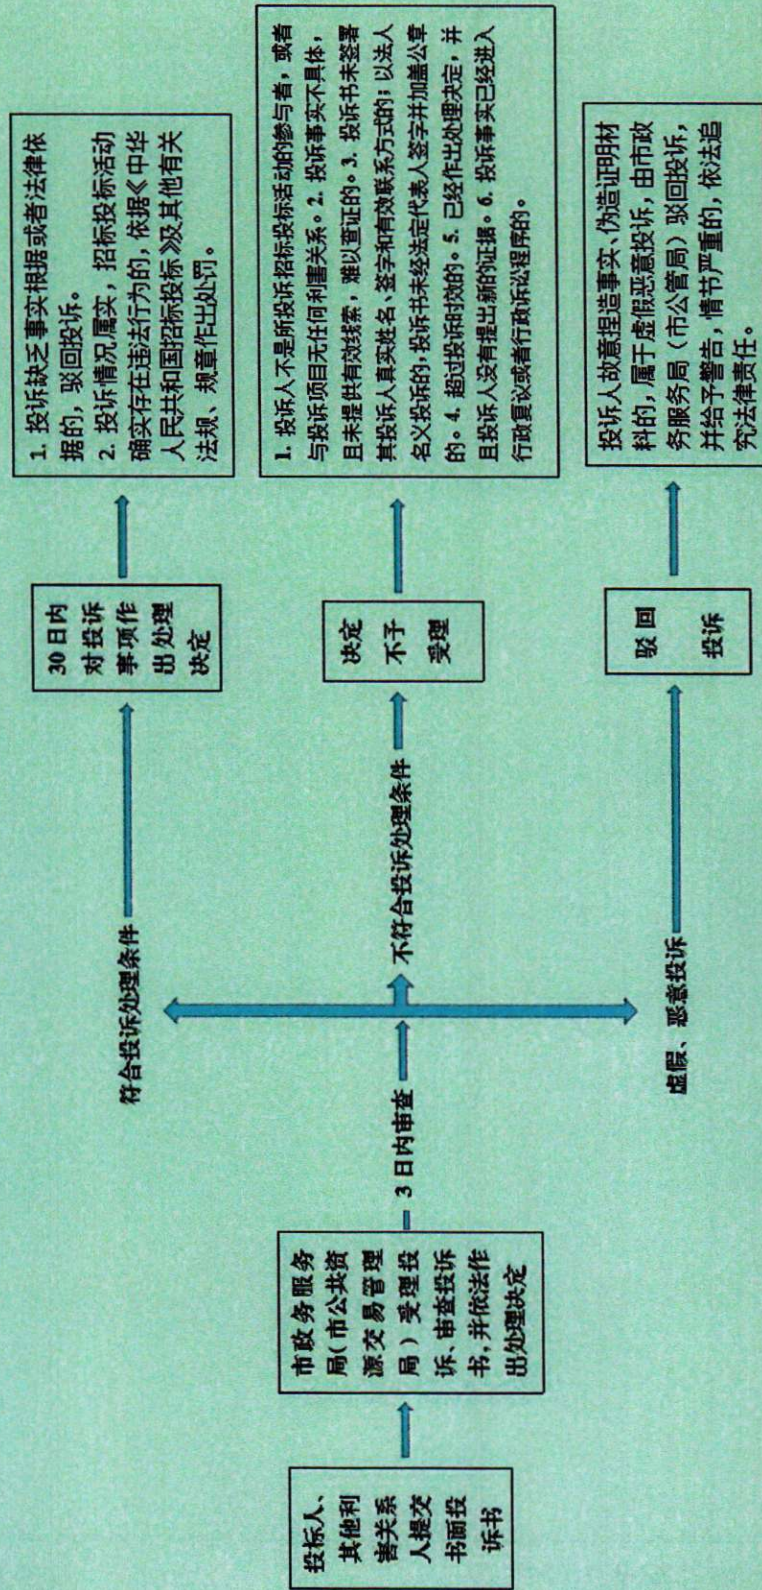 投标人、
其他利
害关系
人提交
书面投
诉书
市政务服务
局(市公共资
源交易管理
局)受理投
诉、审查投诉
书,并依法作
出处理决定
3日内审查
符合投诉处理条件
30日内
对投诉
事项作
出处理
决定
1. 投诉缺乏事实根据或者法律依
据的,驳回投诉。
2. 投诉情况属实,招标投标活动
确实存在违法行为的,依据《中华
人民共和国招标投标》及其他有关
法规、规章作出处罚。
不符合投诉处理条件
决定
不予
受理
1. 投诉人不是所投诉招标投标活动的参与者,或者
与投诉项目无任何利害关系。2. 投诉事实不具体,
且未提供有效线索,难以查证的。3. 投诉书未签署
其投诉人真实姓名、签字和有效联系方式的;以法人
名义投诉的,投诉书未经法定代表人签字并加盖公章
的。4. 超过投诉时效的。5. 已经作出处理决定,并
且投诉人没有提出新的证据。6. 投诉事实已经进入
行政复议或者行政诉讼程序的。
虚假、恶意投诉
驳回
投诉
投诉人故意捏造事实、伪造证明材
料的,属于虚假恶意投诉,由市政
务服务局(市公管局)驳回投诉,
并给予警告,情节严重的,依法追
究法律责任。